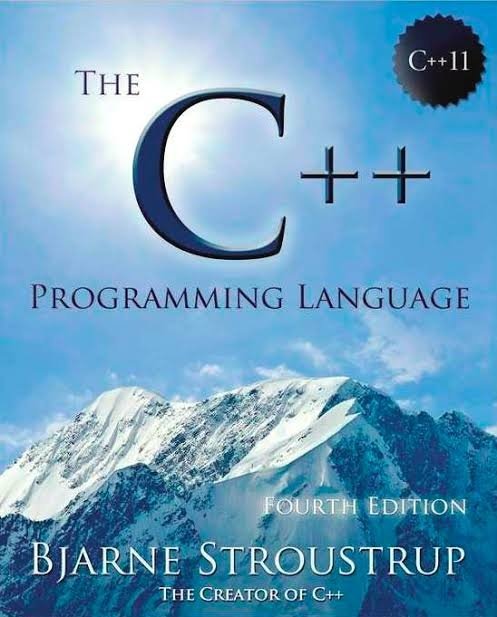 C++11
The
C++
Programming Language
Fourth Edition
Bjarne Stroustrup
The Creator of C++